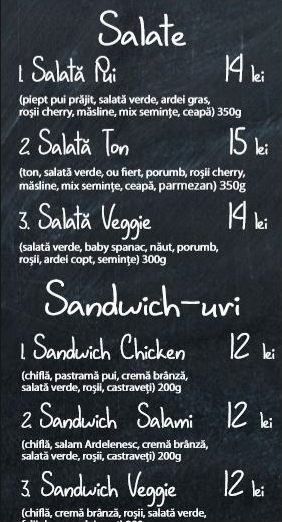 Salate
1. Salată Pui 14 lei
(piept pui prăjit, salată verde, ardei gras,
roșii cherry, măsline, mix semințe, ceapă) 350g
2. Salată Ton 15 lei
(ton, salată verde, ou fiert, porumb, roșii cherry,
măsline, mix semințe, ceapă, parmezan) 350g
3. Salată Veggie 14 lei
(salată verde, baby spanac, năut, porumb,
roșii, ardei copt, semințe) 300g
Sandwich-uri
1. Sandwich Chicken 12 lei
(chiflă, pastramă pui, cremă brânză,
salată verde, roșii, castraveți) 200g
2. Sandwich Salami 12 lei
(chiflă, salam Ardelenesc, cremă brânză,
salată verde, roșii, castraveți) 200g
3. Sandwich Veggie 12 lei
(chiflă, cremă brânză, roșii, salată verde,